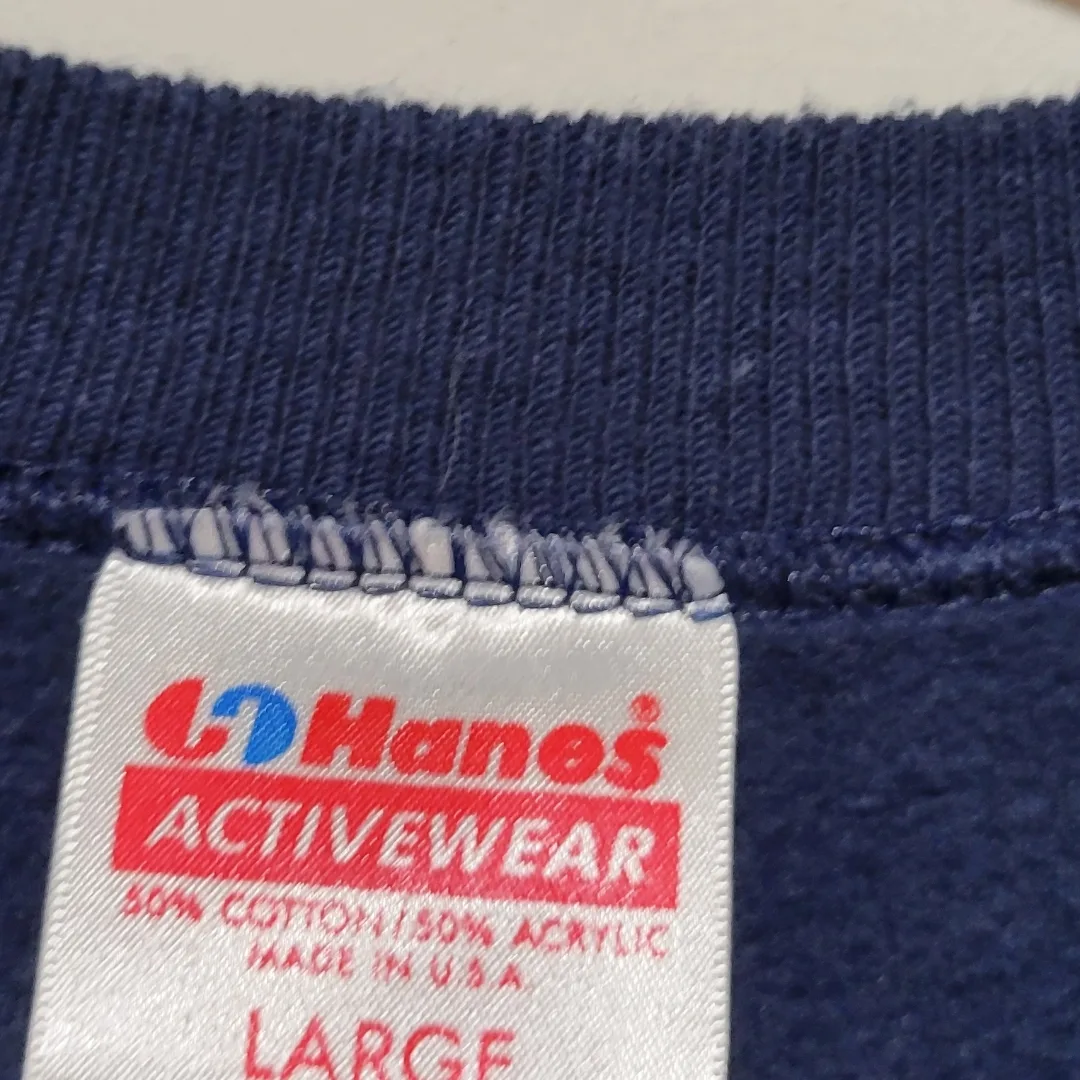 Hanes®
ACTIVEWEAR
50% COTTON/50% ACRYLIC
MADE IN U.S.A.
LARGE